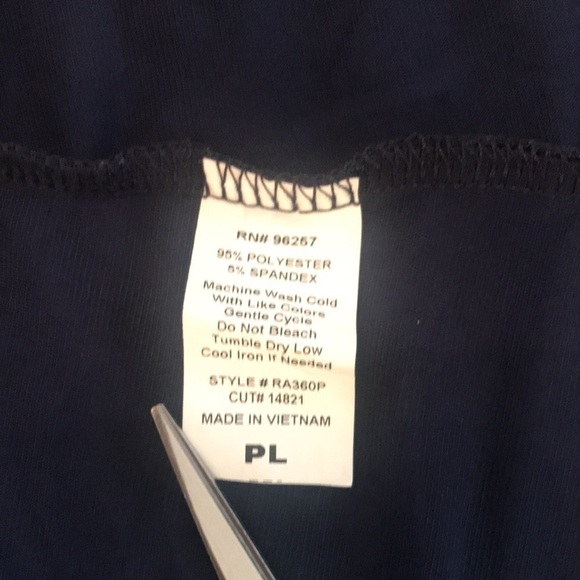 RN# 96257
95% POLYESTER
5% SPANDEX
Machine Wash Cold
With Like Colors
Gentle Cycle
Do Not Bleach
Tumble Dry Low
Cool Iron If Needed
STYLE # RA360P
CUT# 14821
MADE IN VIETNAM
PL